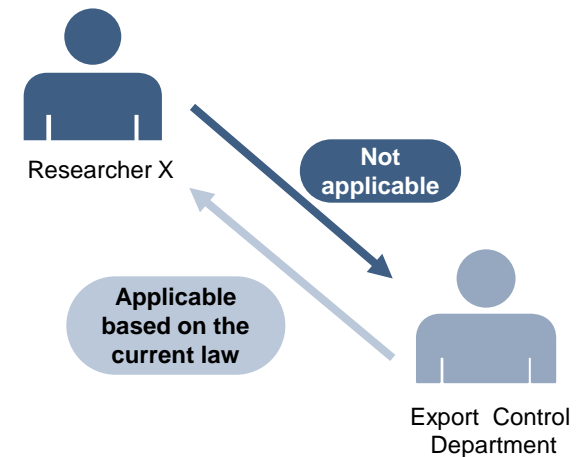 Researcher X
Not
applicable
Applicable
based on the
current law
Export Control
Department